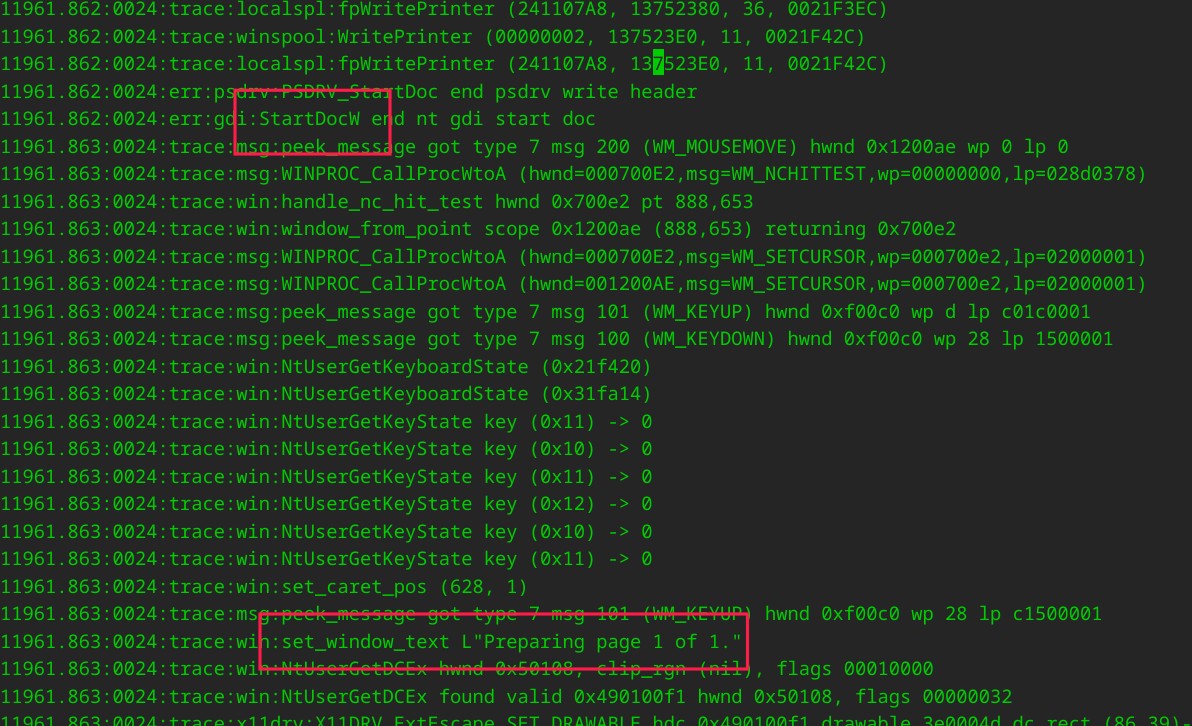 11961.862:0024:trace:localspl:fpWritePrinter (241107A8, 13752380, 36, 0021F3EC)
11961.862:0024:trace:winspool:WritePrinter (00000002, 137523E0, 11, 0021F42C)
11961.862:0024:trace:localspl:fpWritePrinter (241107A8, 137523E0, 11, 0021F42C)
11961.862:0024:err:psdrv:PSDRV_StartDoc end psdrv write header
11961.862:0024:err:gdi:StartDocW end nt gdi start doc
11961.863:0024:trace:msg:peek_message got type 7 msg 200 (WM_MOUSEMOVE) hwnd 0x1200ae wp 0 lp 0
11961.863:0024:trace:msg:WINPROC_CallProcWtoA (hwnd=000700E2,msg=WM_NCHITTEST,wp=00000000,lp=028d0378)
11961.863:0024:trace:win:handle_nc_hit_test hwnd 0x700e2 pt 888,653
11961.863:0024:trace:win:window_from_point scope 0x1200ae (888,653) returning 0x700e2
11961.863:0024:trace:msg:WINPROC_CallProcWtoA (hwnd=000700E2,msg=WM_SETCURSOR,wp=000700e2,lp=02000001)
11961.863:0024:trace:msg:WINPROC_CallProcWtoA (hwnd=001200AE,msg=WM_SETCURSOR,wp=000700e2,lp=02000001)
11961.863:0024:trace:msg:peek_message got type 7 msg 101 (WM_KEYUP) hwnd 0xf00c0 wp d lp c01c0001
11961.863:0024:trace:msg:peek_message got type 7 msg 100 (WM_KEYDOWN) hwnd 0xf00c0 wp 28 lp 1500001
11961.863:0024:trace:win:NtUserGetKeyboardState (0x21f420)
11961.863:0024:trace:win:NtUserGetKeyboardState (0x31fa14)
11961.863:0024:trace:win:NtUserGetKeyState key (0x11) -> 0
11961.863:0024:trace:win:NtUserGetKeyState key (0x10) -> 0
11961.863:0024:trace:win:NtUserGetKeyState key (0x11) -> 0
11961.863:0024:trace:win:NtUserGetKeyState key (0x12) -> 0
11961.863:0024:trace:win:NtUserGetKeyState key (0x10) -> 0
11961.863:0024:trace:win:NtUserGetKeyState key (0x11) -> 0
11961.863:0024:trace:win:set_caret_pos (628, 1)
11961.863:0024:trace:msg:peek_message got type 7 msg 101 (WM_KEYUP) hwnd 0xf00c0 wp 28 lp c1500001
11961.863:0024:trace:win:set_window_text L"Preparing page 1 of 1."
11961.863:0024:trace:win:NtUserGetDCEx hwnd 0x50108, clip_rgn (nil), flags 00010000
11961.863:0024:trace:win:NtUserGetDCEx found valid 0x490100f1 hwnd 0x50108, flags 00000032
11961.863:0024:trace:x11drv:X11DRV_ExtEscape SET_DRAWABLE hdc 0x490100f1 drawable 3e0004d dc_rect (86,39)-